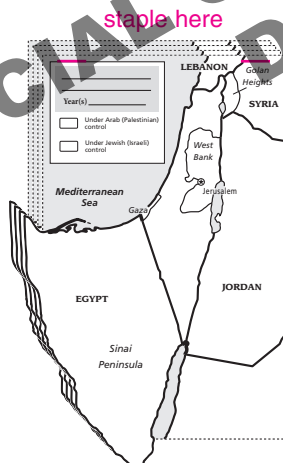 staple here
LEBANON
Golan
Heights
SYRIA
Year(s)
Under Arab (Palestinian)
control
Under Jewish (Israeli)
control
West
Bank
Jerusalem
Mediterranean
Sea
Gaza
JORDAN
EGYPT
Sinai
Peninsula